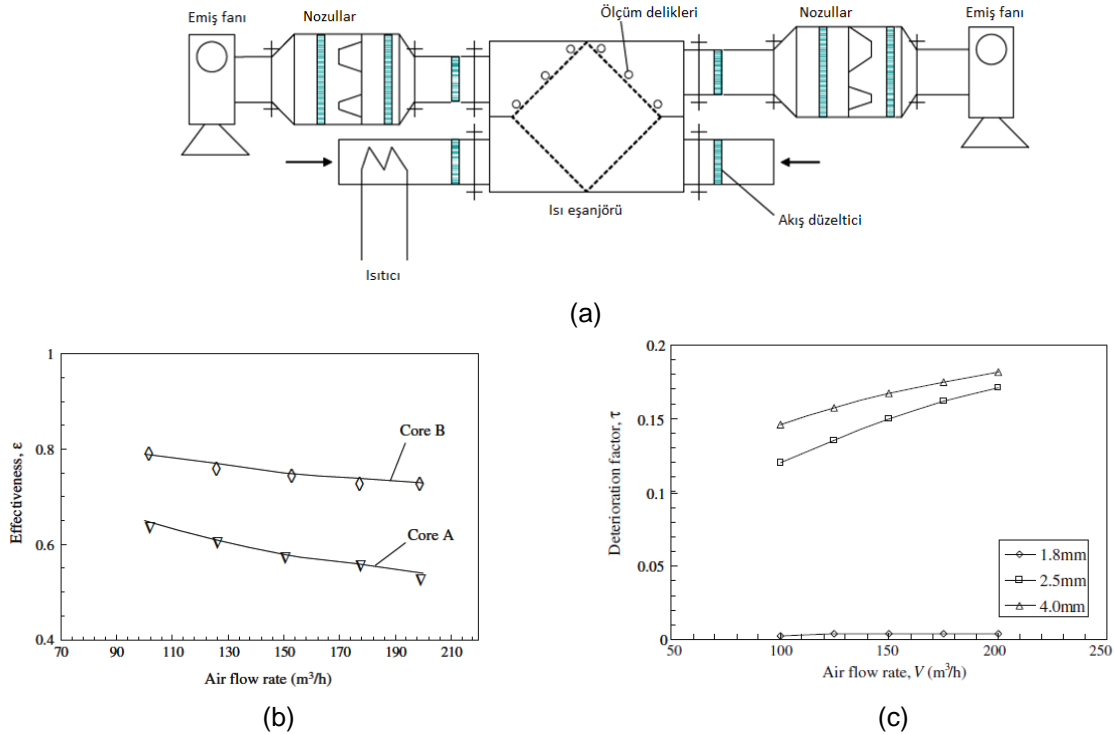 Emiş fanı
Nozullar
Ölçüm delikleri
Nozullar
Emiş fanı
Isı eşanjörü
Akış düzeltici
Isıtıcı
(a)
1
0.8
0.6
0.4
Effectiveness, ε
Core B
Core A
70 90 110 130 150 170 190 210
Air flow rate (m³/h)
(b)
0.2
0.15
0.1
0.05
0
Deterioration factor, τ
1.8mm
2.5mm
4.0mm
50 100 150 200 250
Air flow rate, V (m³/h)
(c)